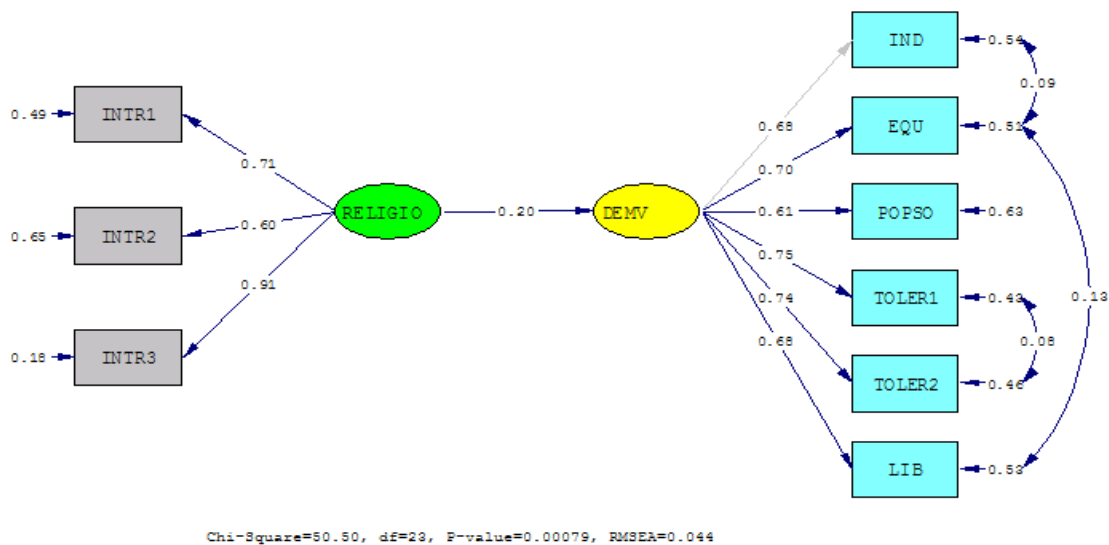 IND
0.54
0.09
0.49
INTR1
EQU
0.51
0.68
0.71
0.70
RELIGIO
0.20
DEMV
0.61
POPSO
0.63
0.65
INTR2
0.60
0.75
0.91
0.74
TOLER1
0.43
0.13
0.68
0.08
0.18
INTR3
TOLER2
0.46
LIB
0.53
Chi-Square=50.50, df=23, P-value=0.00079, RMSEA=0.044